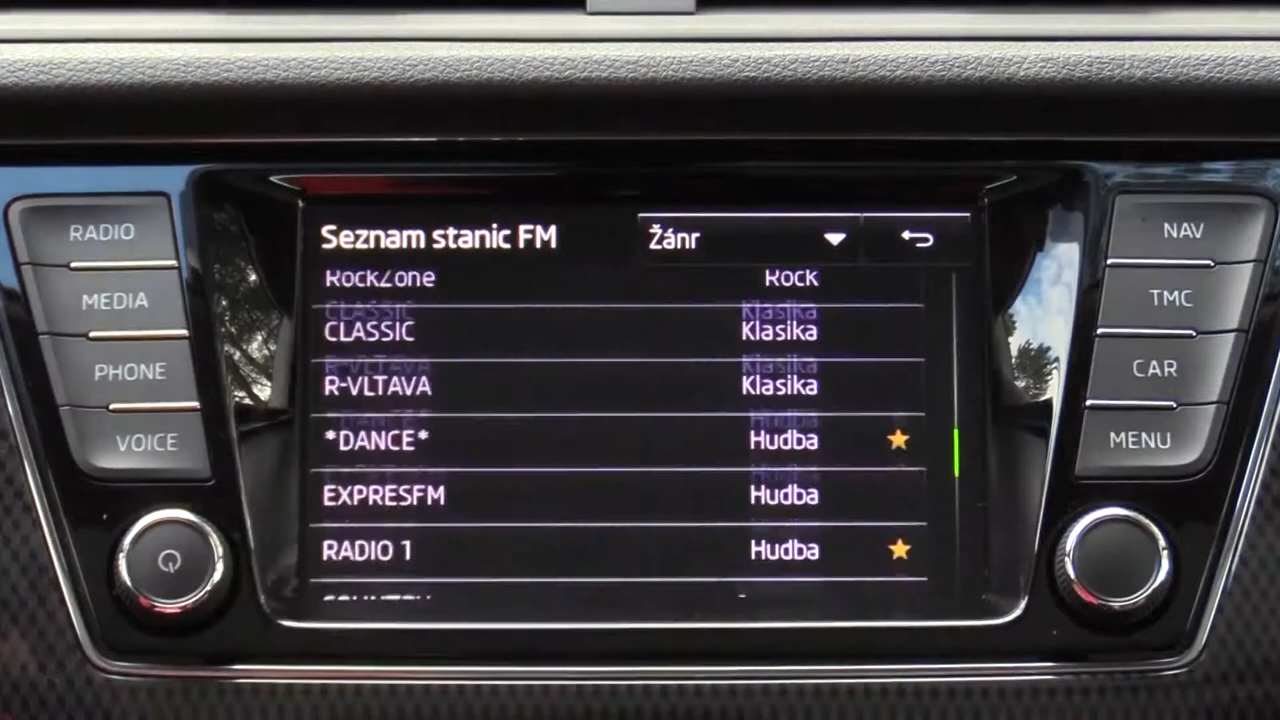 RADIO
MEDIA
PHONE
VOICE
Seznam stanic FM Žánr
RockZone Rock
CLASSIC Klasika
R-VLTAVA Klasika
*DANCE* Hudba
EXPRESFM Hudba
RADIO 1 Hudba
NAV
TMC
CAR
MENU